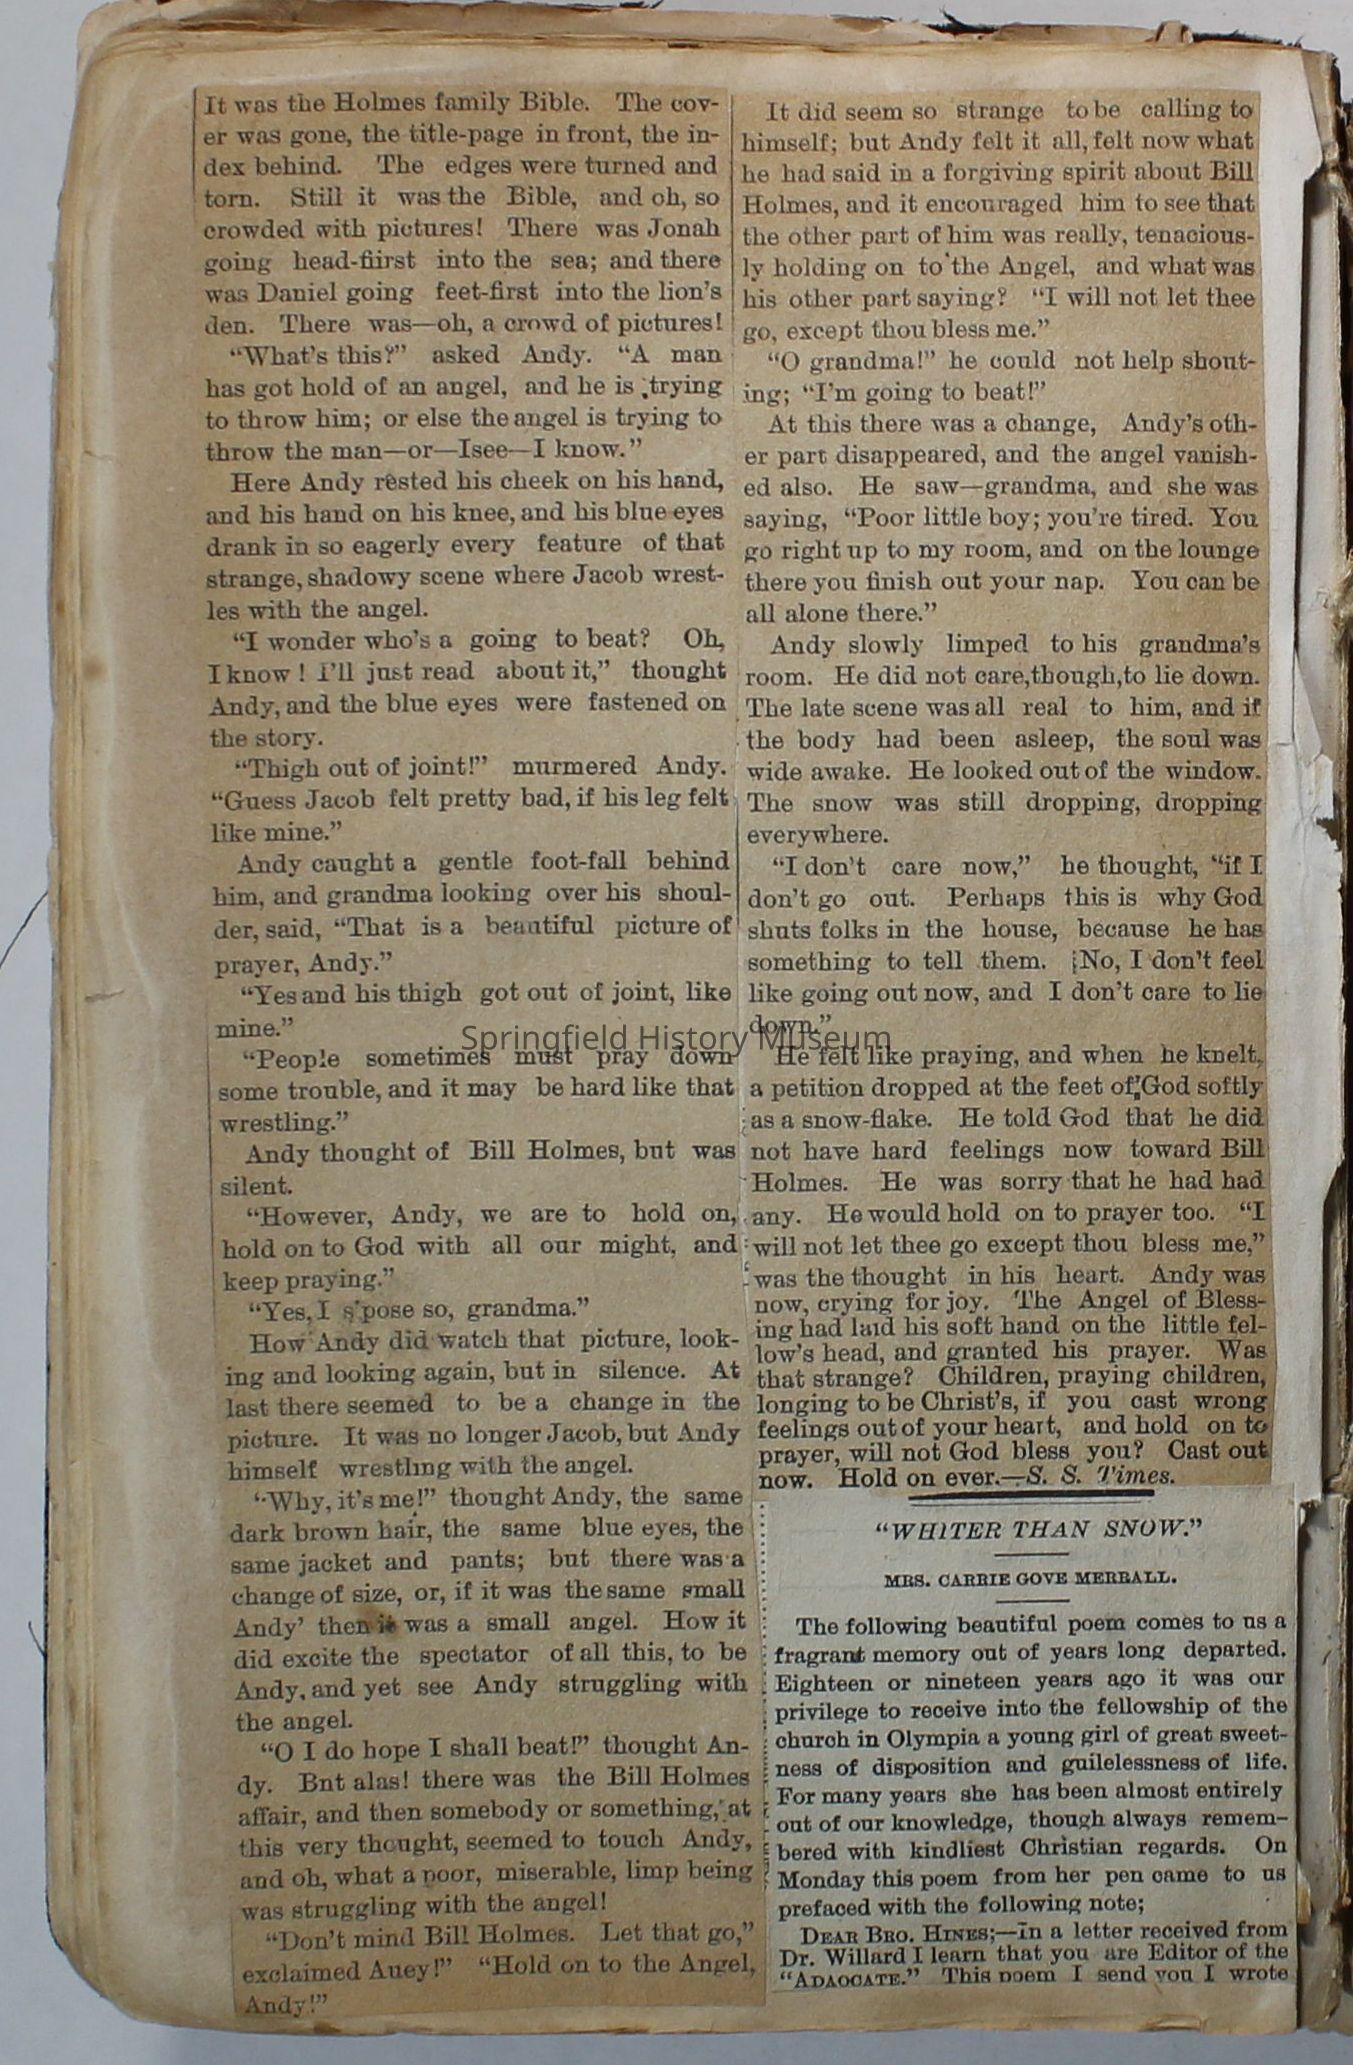 It was the Holmes family Bible. The cov-
er was gone, the title-page in front, the in-
dex behind. The edges were turned and
torn. Still it was the Bible, and oh, so
crowded with pictures! There was Jonah
going head-fiirst into the sea; and there
was Daniel going feet-first into the lion's
den. There was—oh, a crowd of pictures!
"What's this?" asked Andy. "A man
has got hold of an angel, and he is trying
to throw him; or else the angel is trying to
throw the man—or—Isee—I know."
Here Andy rested his cheek on his hand,
and his hand on his knee, and his blue eyes
drank in so eagerly every feature of that
strange, shadowy scene where Jacob wrest-
les with the angel.
"I wonder who's a going to beat? Oh,
I know! I'll just read about it," thought
Andy, and the blue eyes were fastened on
the story.
"Thigh out of joint!" murmered Andy.
"Guess Jacob felt pretty bad, if his leg felt
like mine."
Andy caught a gentle foot-fall behind
him, and grandma looking over his shoul-
der, said, "That is a beautiful picture of
prayer, Andy."
"Yes and his thigh got out of joint, like
mine."
"People sometimes must pray down
some trouble, and it may be hard like that
wrestling."
Andy thought of Bill Holmes, but was
silent.
"However, Andy, we are to hold on,
hold on to God with all our might, and
keep praying."
"Yes, I s'pose so, grandma."
How Andy did watch that picture, look-
ing and looking again, but in silence. At
last there seemed to be a change in the
picture. It was no longer Jacob, but Andy
himself wrestling with the angel.
"Why, it's me!" thought Andy, the same
dark brown hair, the same blue eyes, the
same jacket and pants; but there was a
change of size, or, if it was the same small
Andy' then it was a small angel. How it
did excite the spectator of all this, to be
Andy, and yet see Andy struggling with
the angel.
"O I do hope I shall beat!" thought An-
dy. Bnt alas! there was the Bill Holmes
affair, and then somebody or something, at
this very thought, seemed to touch Andy,
and oh, what a poor, miserable, limp being
was struggling with the angel!
"Don't mind Bill Holmes. Let that go,"
exclaimed Auey!" "Hold on to the Angel,
Andy!"
It did seem so strange to be calling to
himself; but Andy felt it all, felt now what
he had said in a forgiving spirit about Bill
Holmes, and it encouraged him to see that
the other part of him was really, tenacious-
ly holding on to the Angel, and what was
his other part saying? "I will not let thee
go, except thou bless me."
"O grandma!" he could not help shout-
ing; "I'm going to beat!"
At this there was a change, Andy's oth-
er part disappeared, and the angel vanish-
ed also. He saw—grandma, and she was
saying, "Poor little boy; you're tired. You
go right up to my room, and on the lounge
there you finish out your nap. You can be
all alone there."
Andy slowly limped to his grandma's
room. He did not care, though, to lie down.
The late scene was all real to him, and if
the body had been asleep, the soul was
wide awake. He looked out of the window.
The snow was still dropping, dropping
everywhere.
"I don't care now," he thought, "if I
don't go out. Perhaps this is why God
shuts folks in the house, because he has
something to tell them. No, I don't feel
like going out now, and I don't care to lie
down."
Springfield History Museum
He felt like praying, and when he knelt,
a petition dropped at the feet of God softly
as a snow-flake. He told God that he did
not have hard feelings now toward Bill
Holmes. He was sorry that he had had
any. He would hold on to prayer too. "I
will not let thee go except thou bless me,"
was the thought in his heart. Andy was
now, crying for joy. The Angel of Bless-
ing had laid his soft hand on the little fel-
low's head, and granted his prayer. Was
that strange? Children, praying children,
longing to be Christ's, if you cast wrong
feelings out of your heart, and hold on to
prayer, will not God bless you? Cast out
now. Hold on ever.—S. S. Times.
"WHITER THAN SNOW."
MRS. CARRIE GOVE MERRALL.
The following beautiful poem comes to us a
fragrant memory out of years long departed.
Eighteen or nineteen years ago it was our
privilege to receive into the fellowship of the
church in Olympia a young girl of great sweet-
ness of disposition and guilelessness of life.
For many years she has been almost entirely
out of our knowledge, though always remem-
bered with kindliest Christian regards. On
Monday this poem from her pen came to us
prefaced with the following note;
DEAR BRO. HINES;—In a letter received from
Dr. Willard I learn that you are Editor of the
"ADAOCATE." This poem I send you I wrote